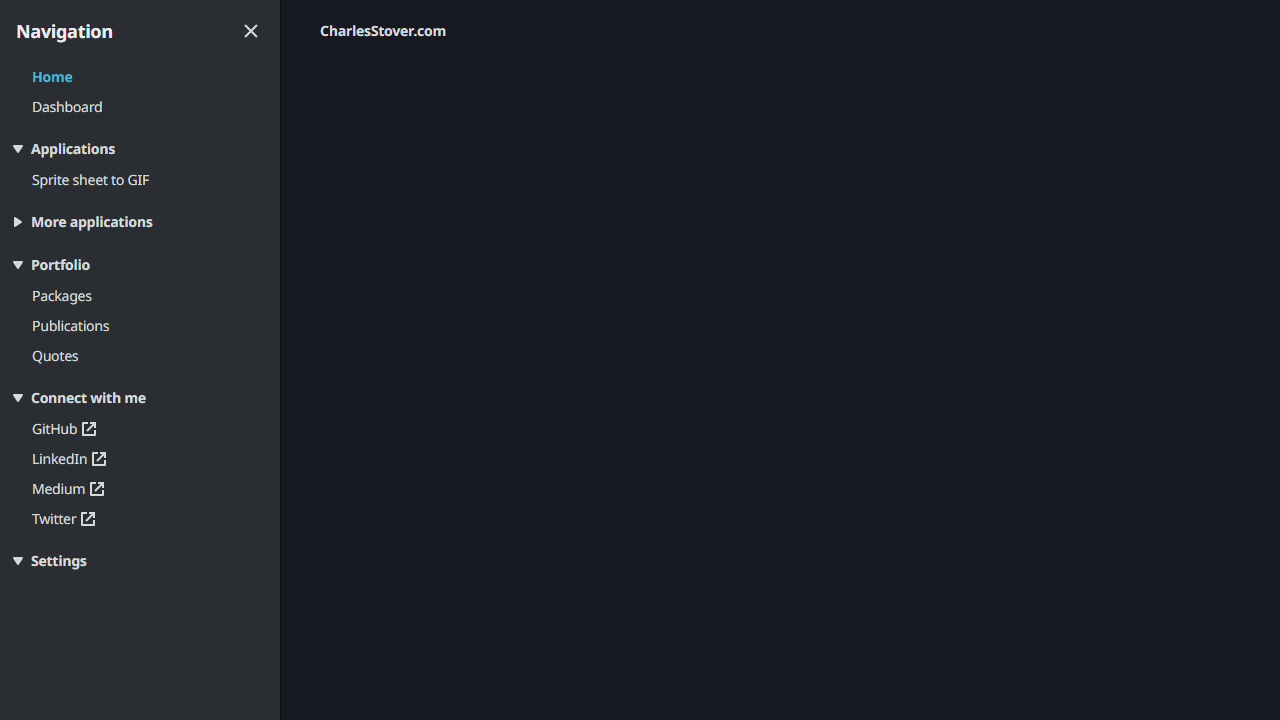 Navigation
Home
Dashboard
Applications
Sprite sheet to GIF
More applications
Portfolio
Packages
Publications
Quotes
Connect with me
GitHub
LinkedIn
Medium
Twitter
Settings
CharlesStover.com